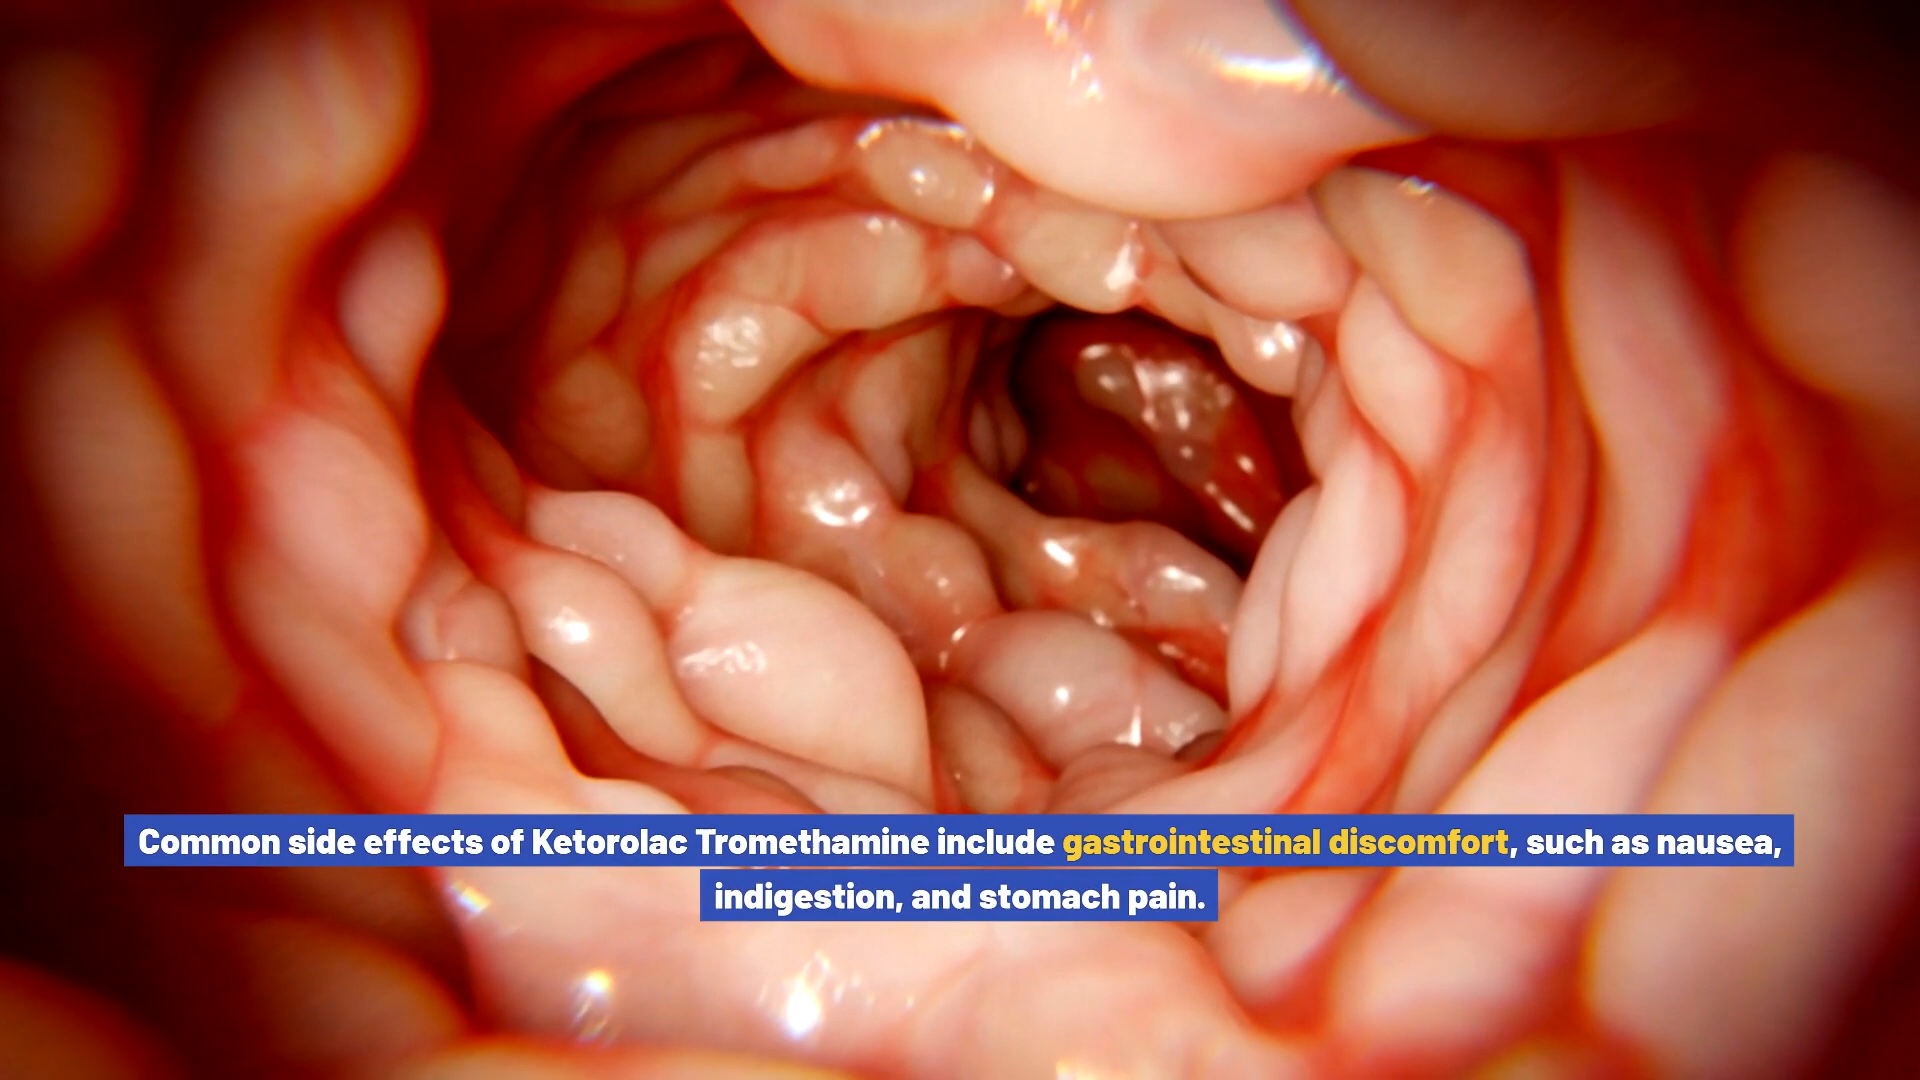 Common side effects of Ketorolac Tromethamine include gastrointestinal discomfort, such as nausea,
indigestion, and stomach pain.